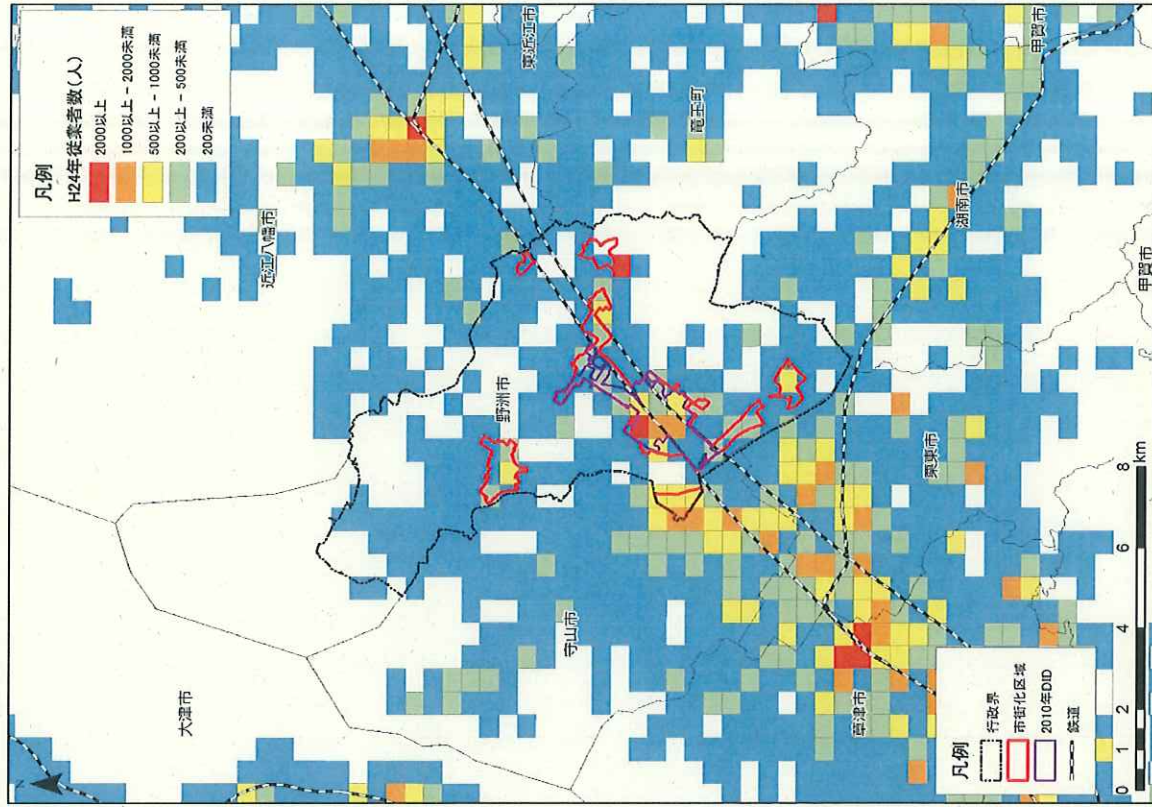 凡例
H24年従業者数(人)
2000以上
1000以上 - 2000未満
500以上 - 1000未満
200以上 - 500未満
200未満
大津市
近江八幡市
東近江市
野洲市
竜王町
守山市
草津市
栗東市
湖南市
甲賀市
甲賀市
凡例
行政界
市街化区域
2010年DID
鉄道
0 1 2 4 6 8
km
N